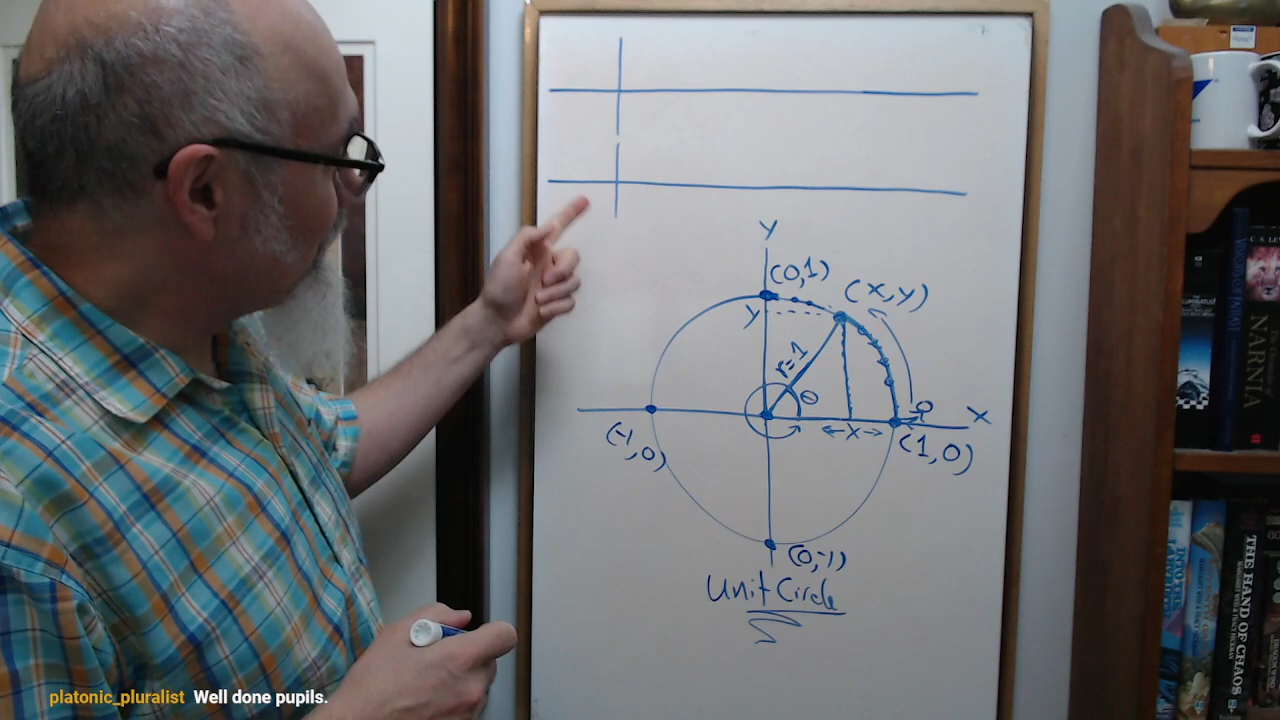 Y
(0,1)
(x,y)
y
r=1
θ
x
(-1,0)
←x→
(1,0)
(0,-1)
Unit Circle
NARNIA
THE HAND OF CHAOS
platonic_pluralist Well done pupils.